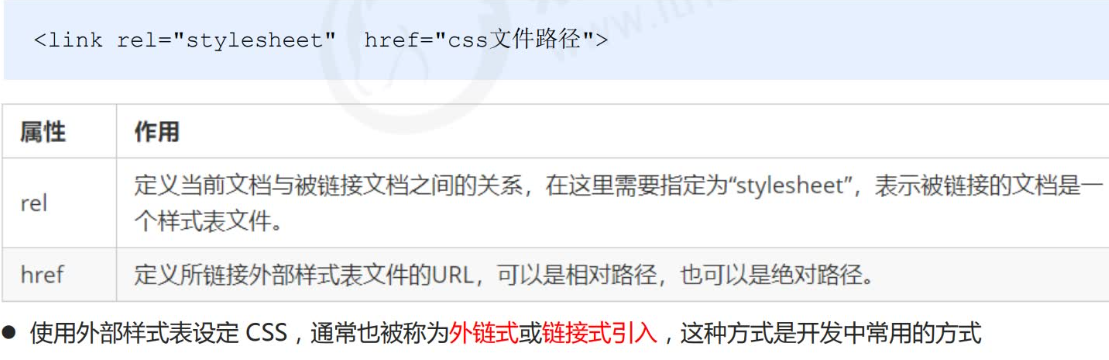 <link rel="stylesheet"  href="css文件路径">
属性 作用
rel 定义当前文档与被链接文档之间的关系，在这里需要指定为“stylesheet”，表示被链接的文档是一
个样式表文件。
href 定义所链接外部样式表文件的URL，可以是相对路径，也可以是绝对路径。
● 使用外部样式表设定 CSS，通常也被称为外链式或链接式引入，这种方式是开发中常用的方式